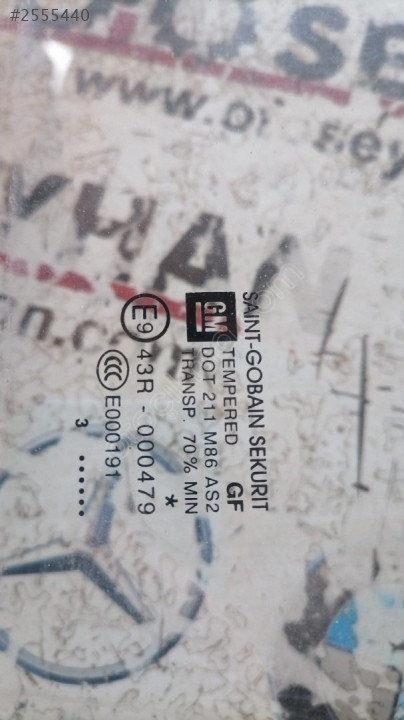 #2555440
www.
SAINT-GOBAIN SEKURIT
GM TEMPERED GF
DOT 211 M86 AS2
TRANSP. 70% MIN
*
E9 43R - 000479
CCC E000191
3 ......